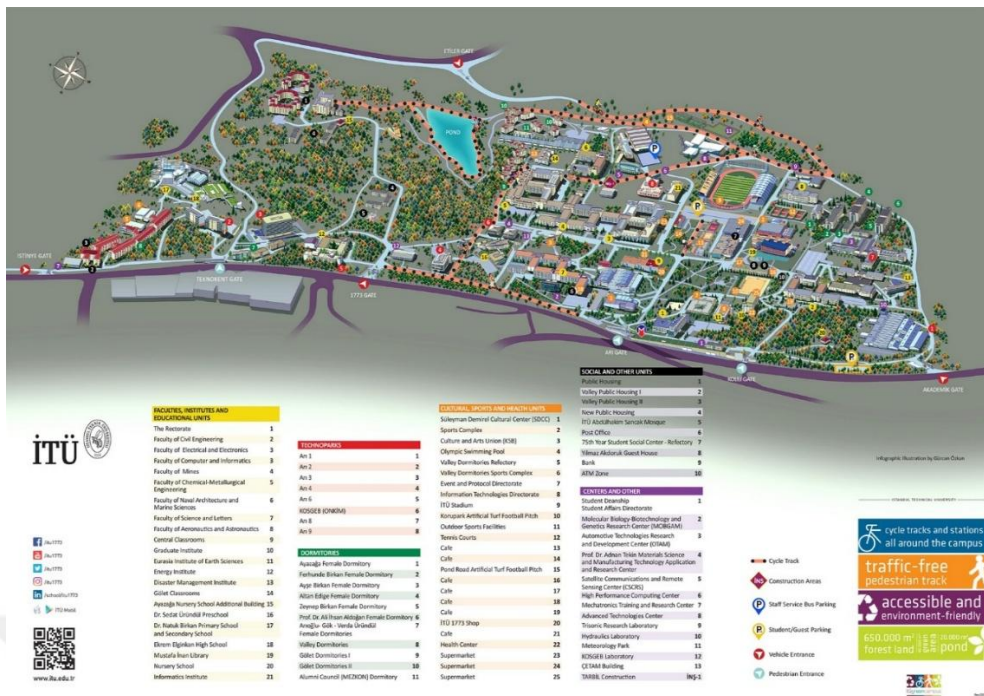 ETİLER GATE
POND
İSTİNYE GATE
TEKNOKENT GATE
1773 GATE
ARI GATE
KOSGEB GATE
AKADEMİK GATE
İTÜ
FACULTIES, INSTITUTES AND
EDUCATIONAL UNITS
The Rectorate 1
Faculty of Civil Engineering 2
Faculty of Electrical and Electronics 3
Faculty of Computer and Informatics 3
Faculty of Mines 4
Faculty of Chemical-Metallurgical 5
Engineering
Faculty of Naval Architecture and 6
Marine Sciences
Faculty of Science and Letters 7
Faculty of Aeronautics and Astronautics 8
Central Classrooms 9
Graduate Institute 10
Eurasia Institute of Earth Sciences 11
Energy Institute 12
Disaster Management Institute 13
Gölet Classrooms 14
Ayazağa Nursery School Additional Building 15
Dr. Sedat Üründül Preschool 16
Dr. Natuk Birkan Primary School 17
and Secondary School
Ekrem Elginkan High School 18
Mustafa İnan Library 19
Nursery School 20
Informatics Institute 21
TECHNOPARKS
Arı 1 1
Arı 2 2
Arı 3 3
Arı 4 4
Arı 6 5
KOSGEB (ONKİM) 6
Arı 8 7
Arı 9 8
DORMITORIES
Ayazağa Female Dormitory 1
Ferhunde Birkan Female Dormitory 2
Ayşe Birkan Female Dormitory 3
Altan Edige Female Dormitory 4
Zeynep Birkan Female Dormitory 5
Prof. Dr. Ali İhsan Aldoğan Female Dormitory 6
Arıoğlu- Gök - Verda Üründül 7
Female Dormitories
Valley Dormitories 8
Gölet Dormitories I 9
Gölet Dormitories II 10
Alumni Council (MEZKON) Dormitory 11
CULTURAL, SPORTS AND HEALTH UNITS
Süleyman Demirel Cultural Center (SDCC) 1
Sports Complex 2
Culture and Arts Union (KSB) 3
Olympic Swimming Pool 4
Valley Dormitories Refectory 5
Valley Dormitories Sports Complex 6
Event and Protocol Directorate 7
Information Technologies Directorate 8
İTÜ Stadium 9
Korupark Artificial Turf Football Pitch 10
Outdoor Sports Facilities 11
Tennis Courts 12
Cafe 13
Cafe 14
Pond Road Artificial Turf Football Pitch 15
Cafe 16
Cafe 17
Cafe 18
Cafe 19
İTÜ 1773 Shop 20
Cafe 21
Health Center 22
Supermarket 23
Supermarket 24
Supermarket 25
SOCIAL AND OTHER UNITS
Public Housing 1
Valley Public Housing I 2
Valley Public Housing II 3
New Public Housing 4
İTÜ Abdülhakim Sancak Mosque 5
Post Office 6
75th Year Student Social Center - Refectory 7
Yılmaz Akdoruk Guest House 8
Bank 9
ATM Zone 10
CENTERS AND OTHER
Student Deanship 1
Student Affairs Directorate
Molecular Biology-Biotechnology and 2
Genetics Research Center (MOBGAM)
Automotive Technologies Research 3
and Development Center (OTAM)
Prof. Dr. Adnan Tekin Materials Science 4
and Manufacturing Technology Application
and Research Center
Satellite Communications and Remote 5
Sensing Center (CSCRS)
High Performance Computing Center 6
Mechatronics Training and Research Center 7
Advanced Technologies Center 8
Trisonic Research Laboratory 9
Hydraulics Laboratory 10
Meteorology Park 11
KOSGEB Laboratory 12
ÇETAM Building 13
TARBİL Construction İNŞ-1
Cycle Track
Construction Areas
Staff Service Bus Parking
Student/Guest Parking
Vehicle Entrance
Pedestrian Entrance
Infographic Illustration by Gürcan Özkan
ISTANBUL TECHNICAL UNIVERSITY
cycle tracks and stations
all around the campus
traffic-free
pedestrian track
accessible and
environment-friendly
650.000 m²
forest land
green
area
pond
/itu1773
/itu1773
/itu1773
İTÜ Mobil
www.itu.edu.tr